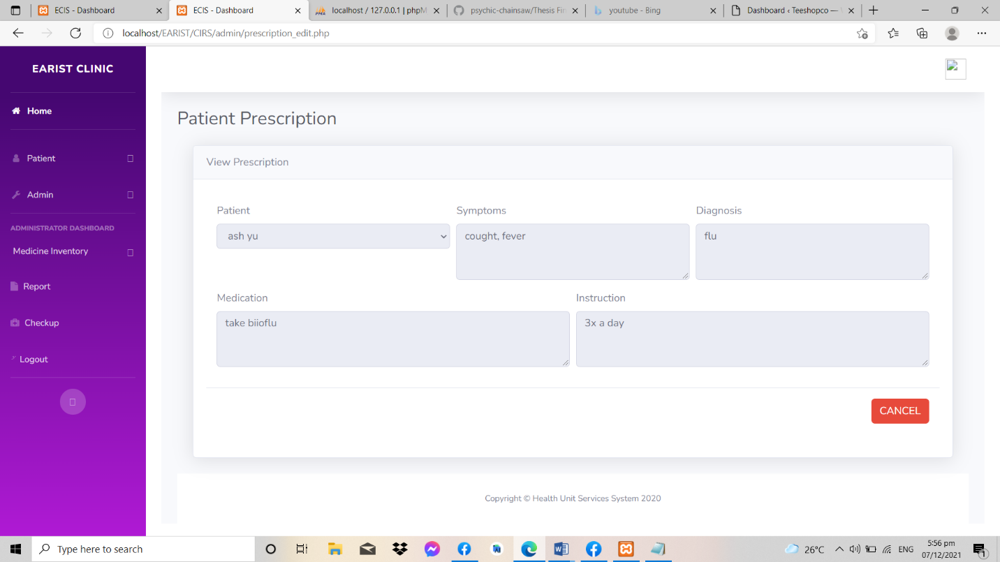 ECIS - Dashboard
ECIS - Dashboard
localhost / 127.0.0.1 | phpM
psychic-chainsaw/Thesis Fin
youtube - Bing
Dashboard ‹ Teeshopco —
localhost/EARIST/CIRS/admin/prescription_edit.php
EARIST CLINIC
Home
Patient
Admin
ADMINISTRATOR DASHBOARD
Medicine Inventory
Report
Checkup
Logout
Patient Prescription
View Prescription
Patient
Symptoms
Diagnosis
ash yu
cought, fever
flu
Medication
Instruction
take biioflu
3x a day
CANCEL
Copyright © Health Unit Services System 2020
Type here to search
26°C
ENG
5:56 pm
07/12/2021
1